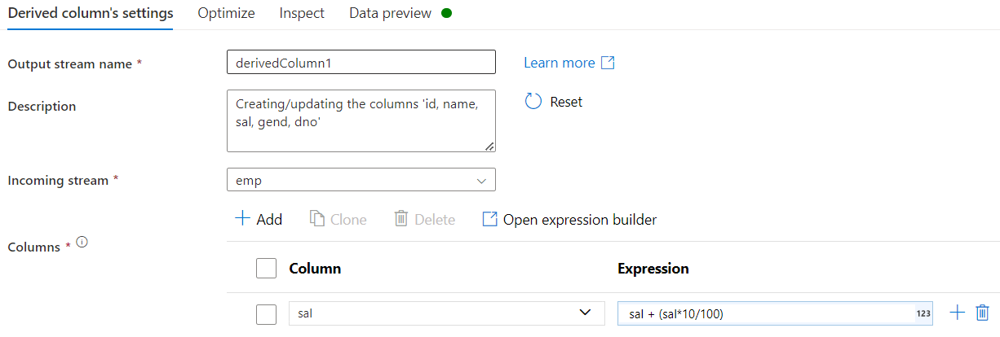 Derived column's settings Optimize Inspect Data preview
Output stream name * derivedColumn1 Learn more
Description Creating/updating the columns 'id, name, Reset
sal, gend, dno'
Incoming stream * emp
Add Clone Delete Open expression builder
Columns *
Column Expression
sal sal + (sal*10/100) 123